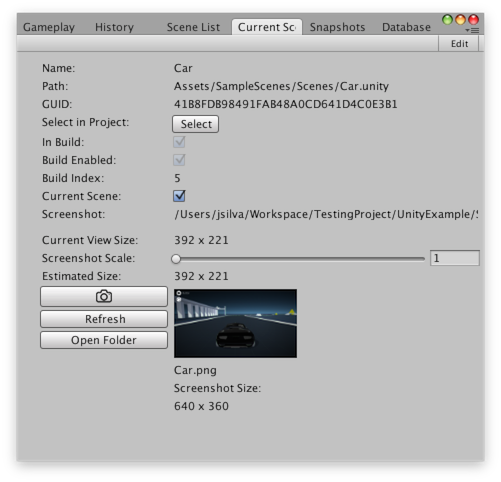 Gameplay History Scene List Current Sc Snapshots Database
Edit
Name: Car
Path: Assets/SampleScenes/Scenes/Car.unity
GUID: 41B8FDB98491FAB48A0CD641D4C0E3B1
Select in Project: Select
In Build:
Build Enabled:
Build Index: 5
Current Scene:
Screenshot: /Users/jsilva/Workspace/TestingProject/UnityExample/S
Current View Size: 392 x 221
Screenshot Scale: 1
Estimated Size: 392 x 221
Refresh
Open Folder
Car.png
Screenshot Size:
640 x 360